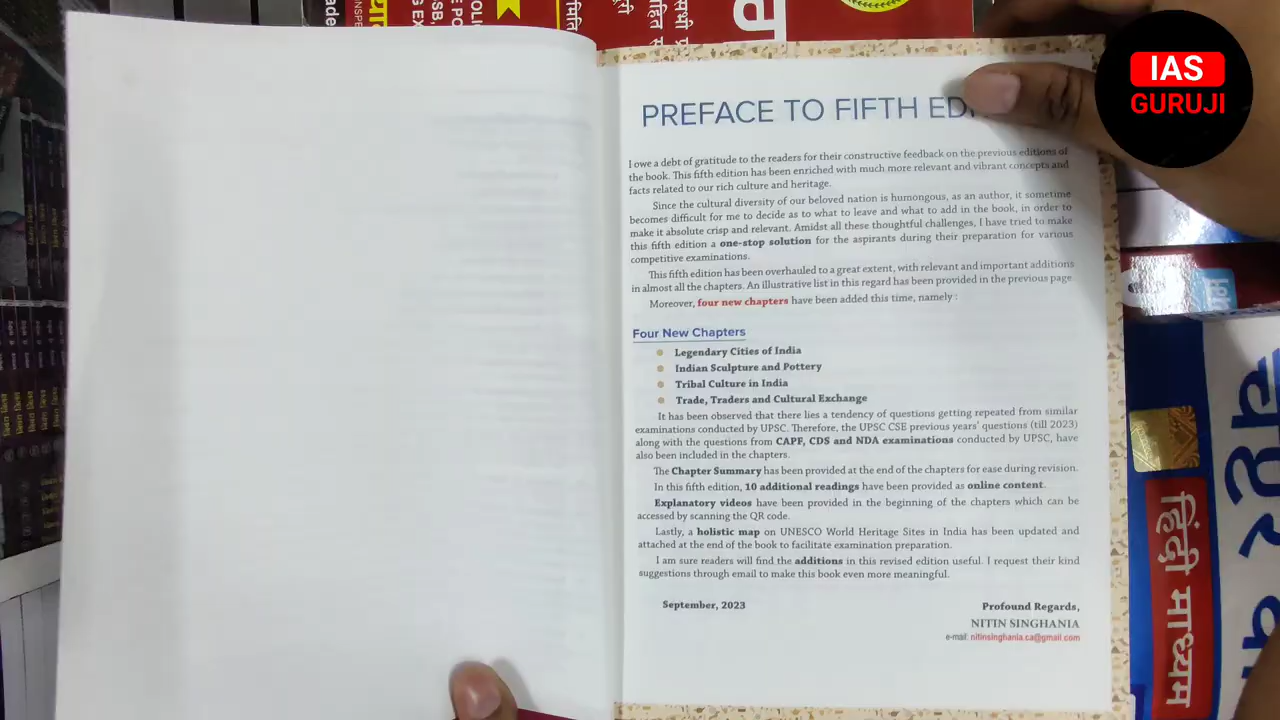 IAS
GURUJI
PREFACE TO FIFTH
I owe a debt of gratitude to the readers for their constructive feedback on the previous editions of
the book. This fifth edition has been enriched with much more relevant and vibrant concepts and
facts related to our rich culture and heritage.
Since the cultural diversity of our beloved nation is humongous, as an author, it sometime
becomes difficult for me to decide as to what to leave and what to add in the book, in order to
make it absolute crisp and relevant. Amidst all these thoughtful challenges, I have tried to make
this fifth edition a one-stop solution for the aspirants during their preparation for various
competitive examinations.
This fifth edition has been overhauled to a great extent, with relevant and important additions
in almost all the chapters. An illustrative list in this regard has been provided in the previous page.
Moreover, four new chapters have been added this time, namely :
Four New Chapters
Legendary Cities of India
Indian Sculpture and Pottery
Tribal Culture in India
Trade, Traders and Cultural Exchange
It has been observed that there lies a tendency of questions getting repeated from similar
examinations conducted by UPSC. Therefore, the UPSC CSE previous years' questions (till 2023)
along with the questions from CAPF, CDS and NDA examinations conducted by UPSC, have
also been included in the chapters.
The Chapter Summary has been provided at the end of the chapters for ease during revision.
In this fifth edition, 10 additional readings have been provided as online content.
Explanatory videos have been provided in the beginning of the chapters which can be
accessed by scanning the QR code.
Lastly, a holistic map on UNESCO World Heritage Sites in India has been updated and
attached at the end of the book to facilitate examination preparation.
I am sure readers will find the additions in this revised edition useful. I request their kind
suggestions through email to make this book even more meaningful.
September, 2023
Profound Regards,
NITIN SINGHANIA
e-mail: nitinsinghania.ca@gmail.com
हिन्दी माध्यम